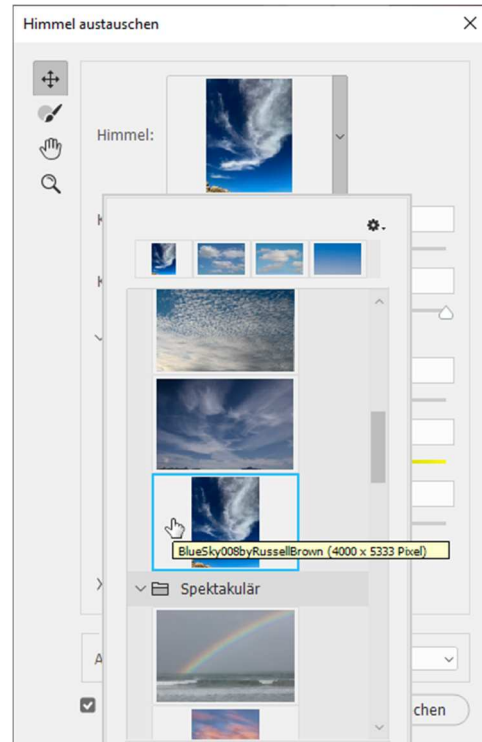 Himmel austauschen
Himmel:
BlueSky008byRussellBrown (4000 x 5333 Pixel)
Spektakulär
A
chen